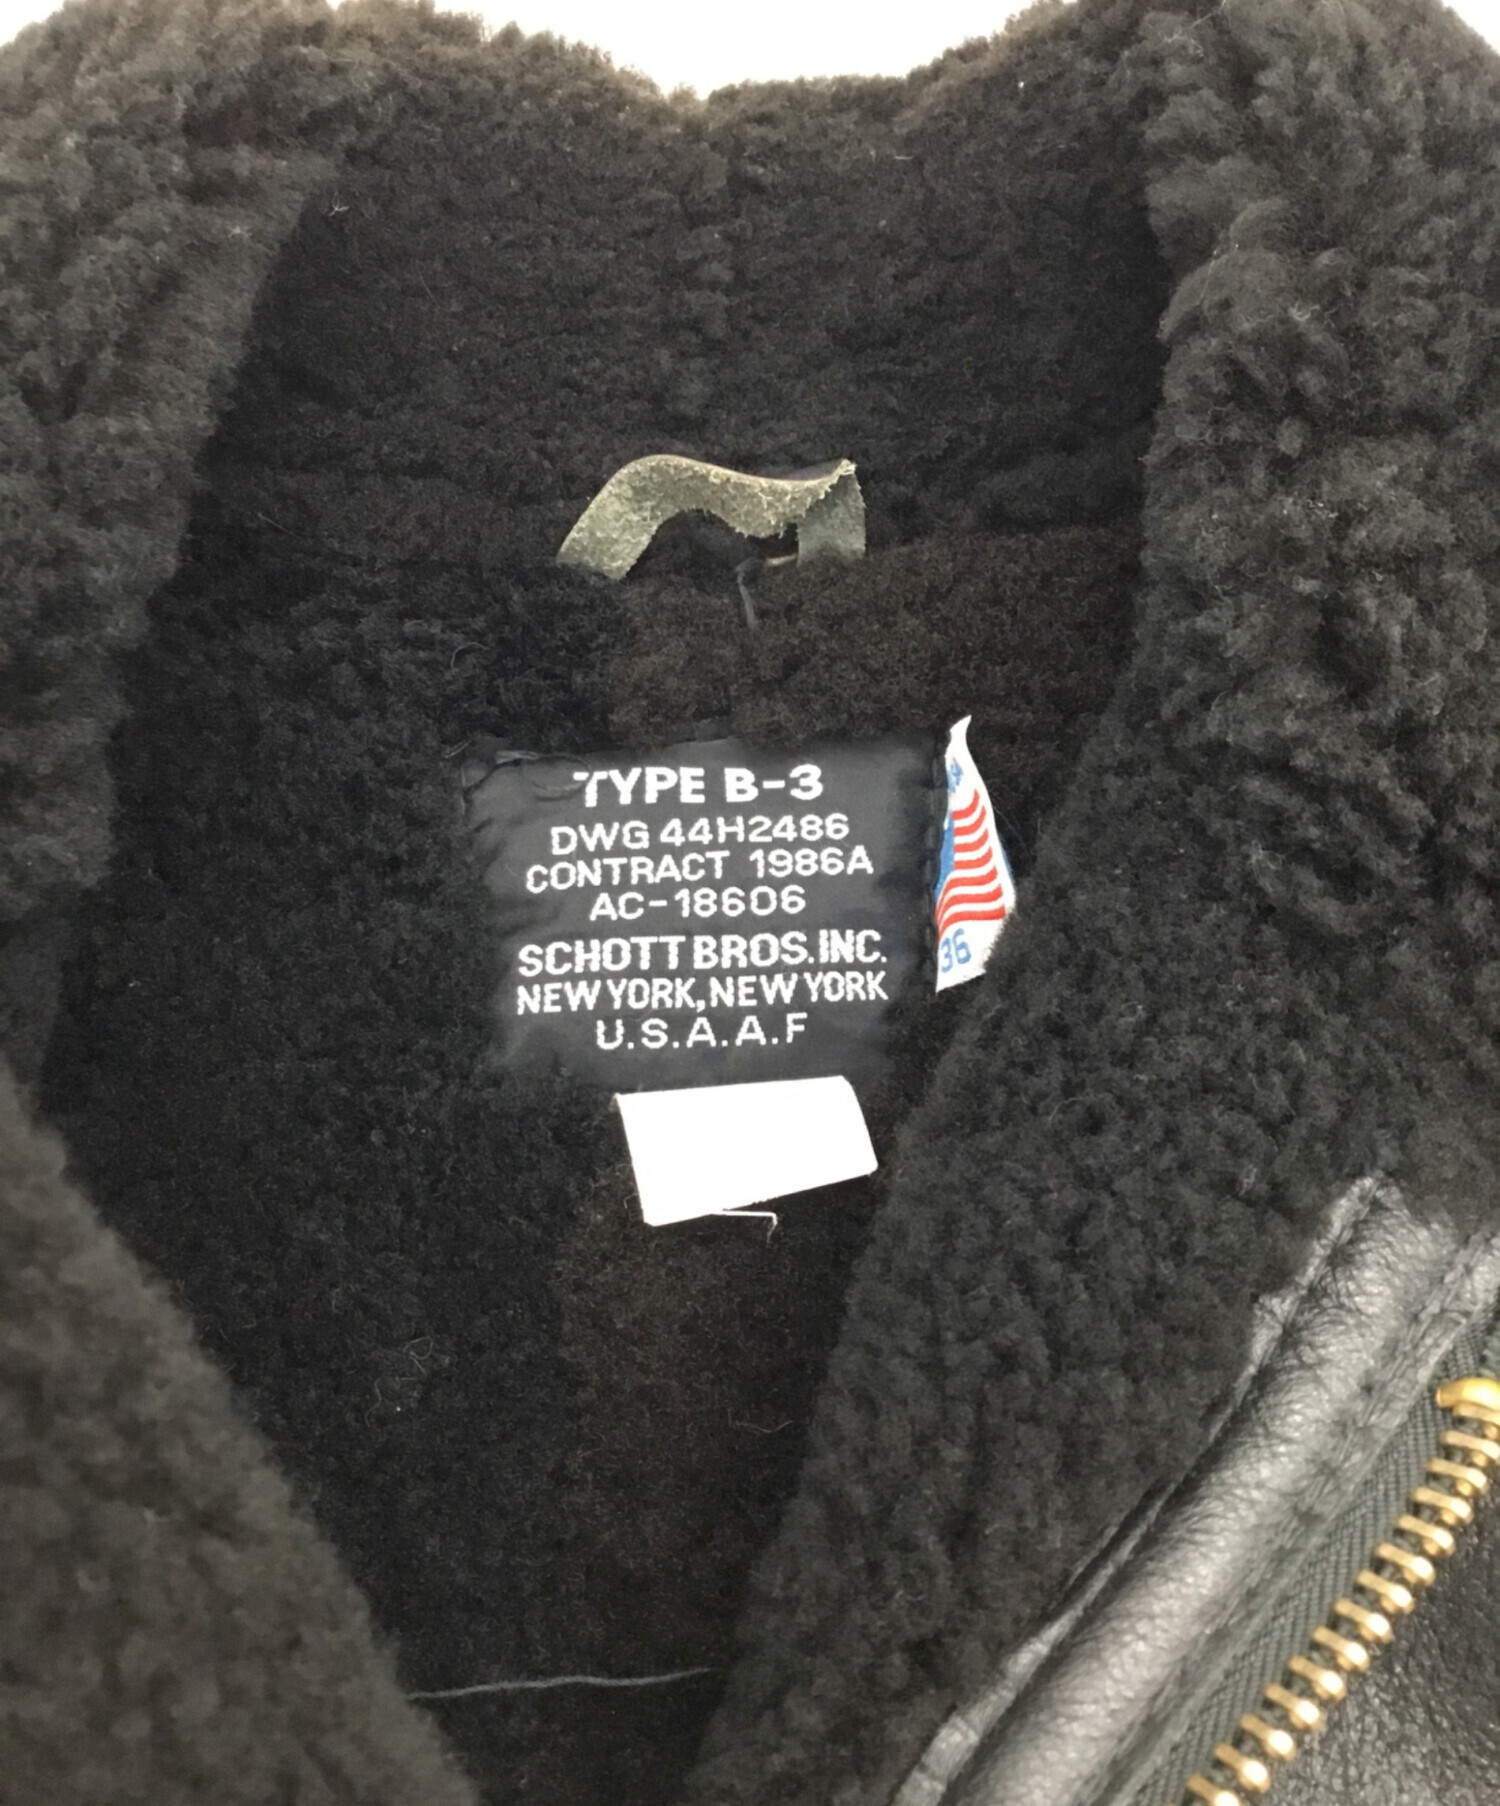 TYPE B-3
DWG 44H2486
CONTRACT 1986A
AC-18606
SCHOTT BROS. INC.
NEW YORK, NEW YORK
U.S.A.A.F
36